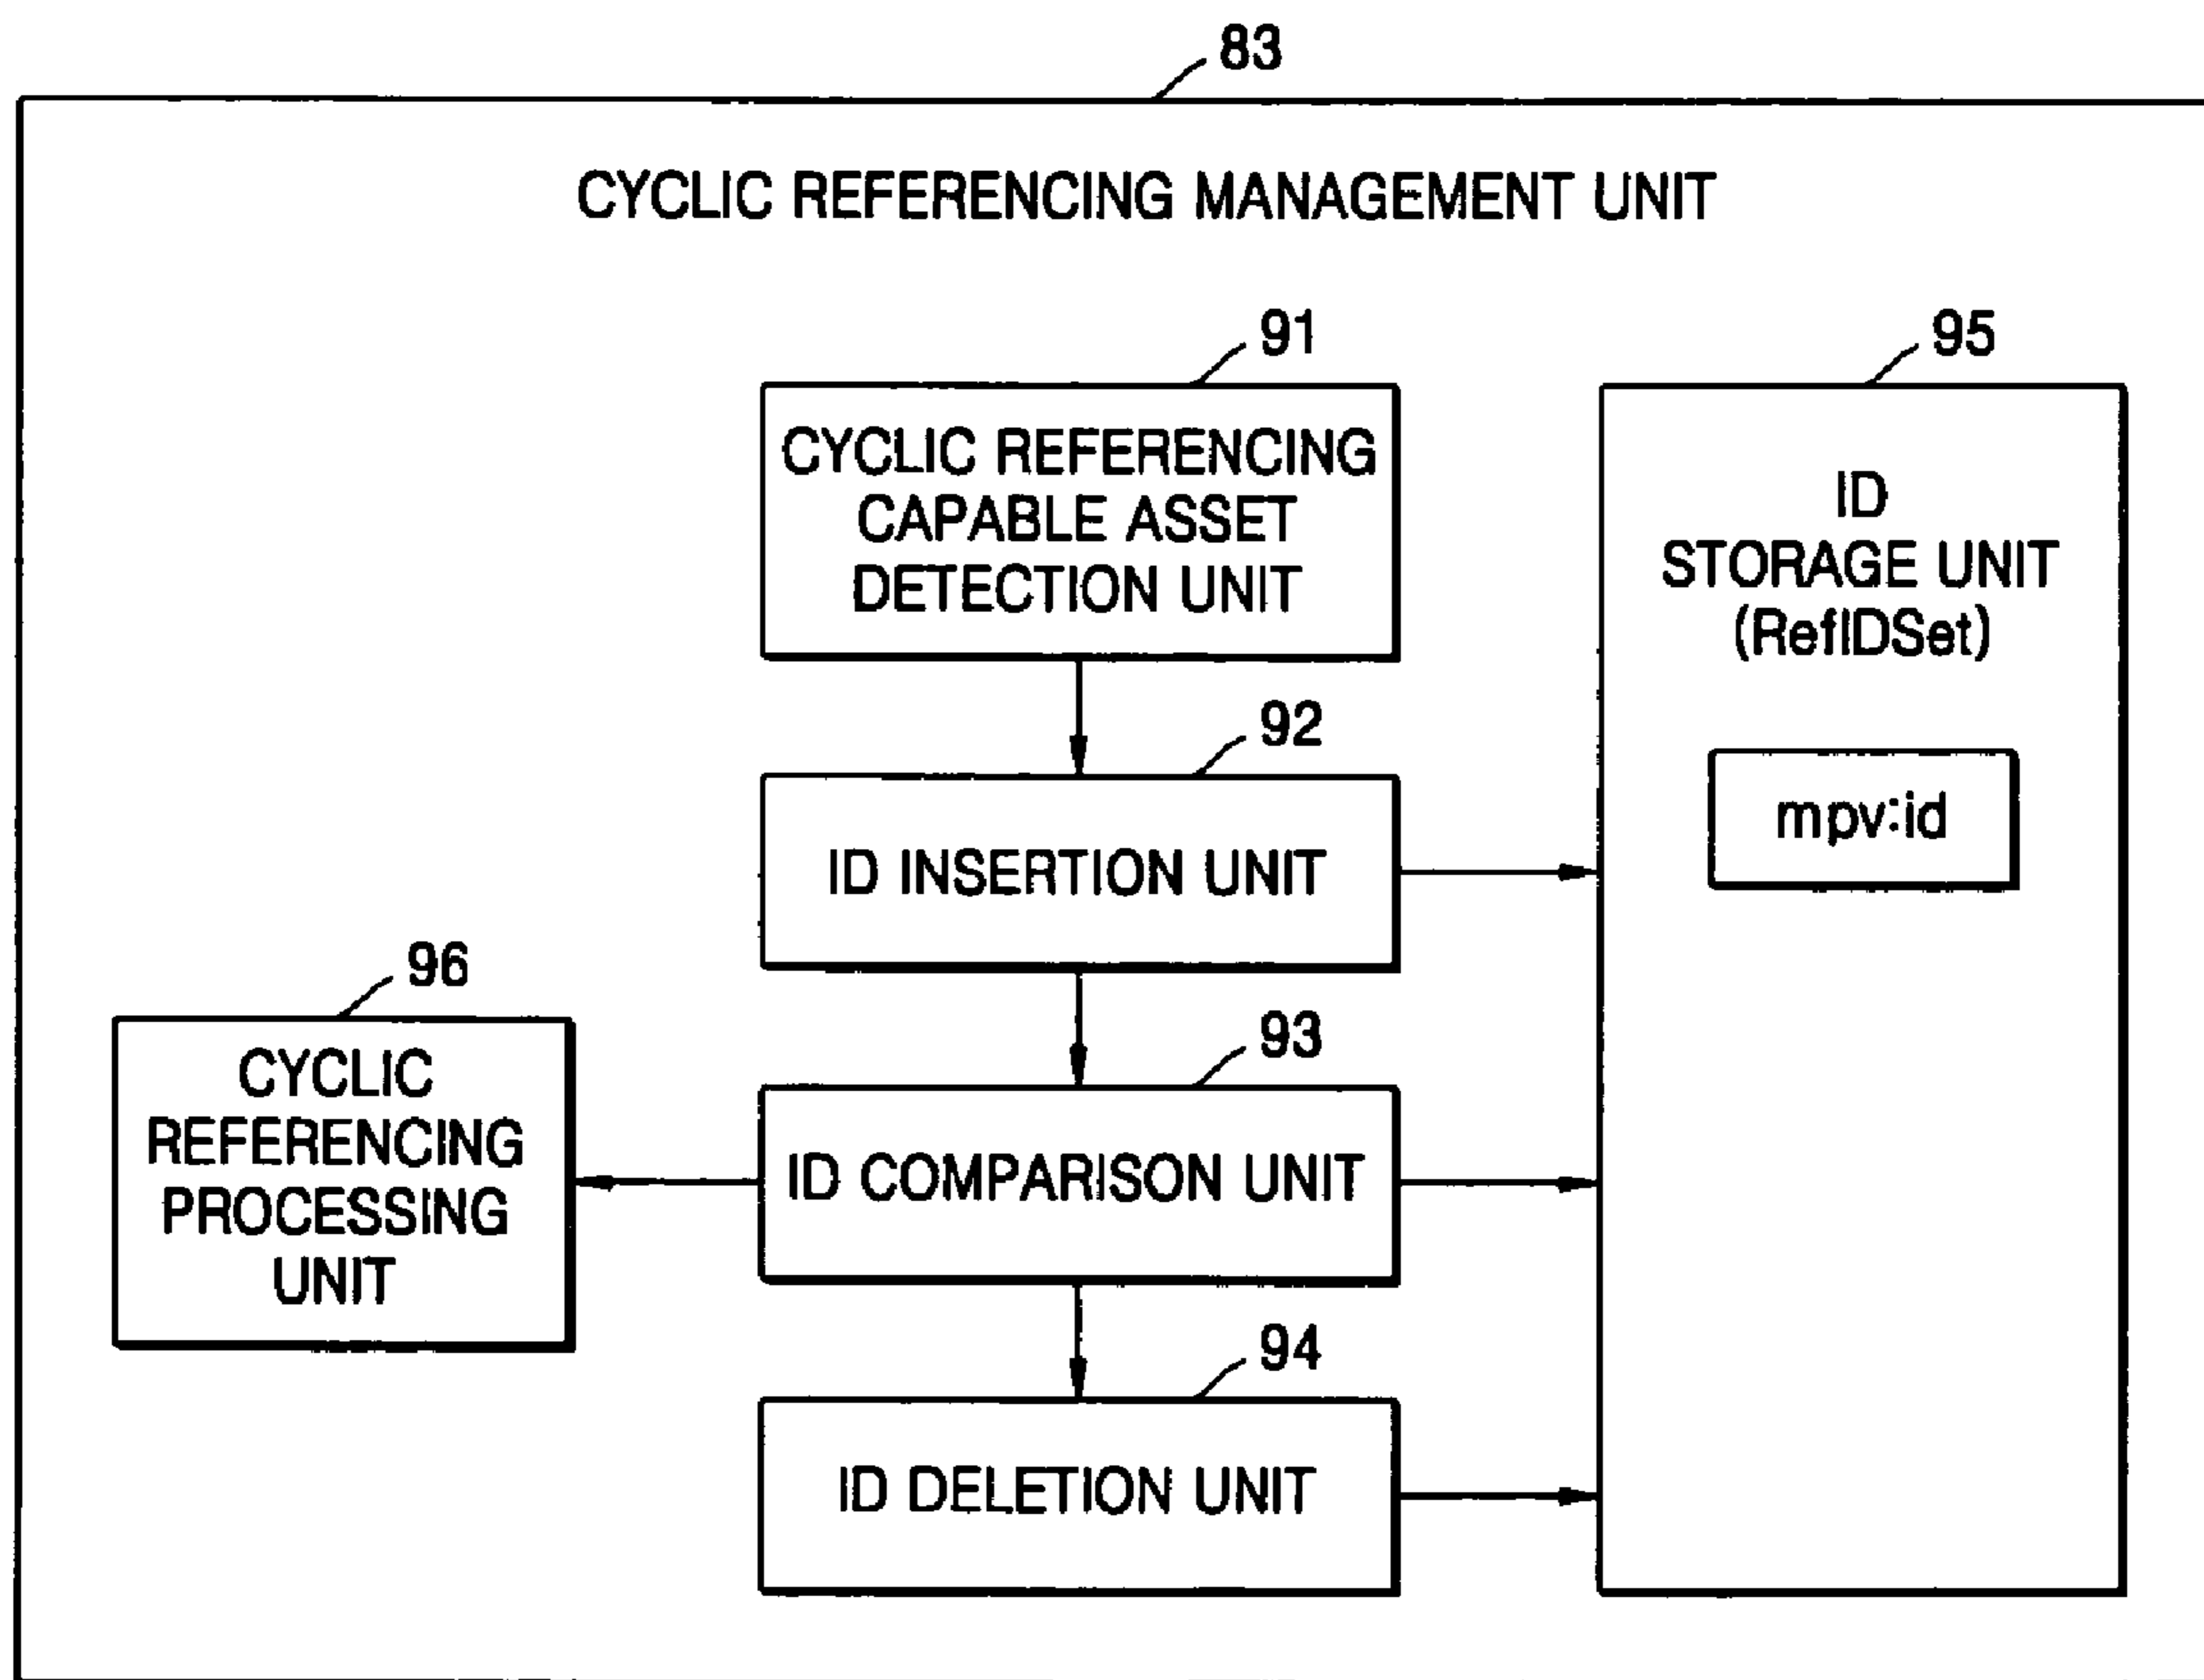 83
CYCLIC REFERENCING MANAGEMENT UNIT
91
CYCLIC REFERENCING
CAPABLE ASSET
DETECTION UNIT
95
ID
STORAGE UNIT
(RefIDSet)
mpv:id
92
ID INSERTION UNIT
96
CYCLIC
REFERENCING
PROCESSING
UNIT
93
ID COMPARISON UNIT
94
ID DELETION UNIT